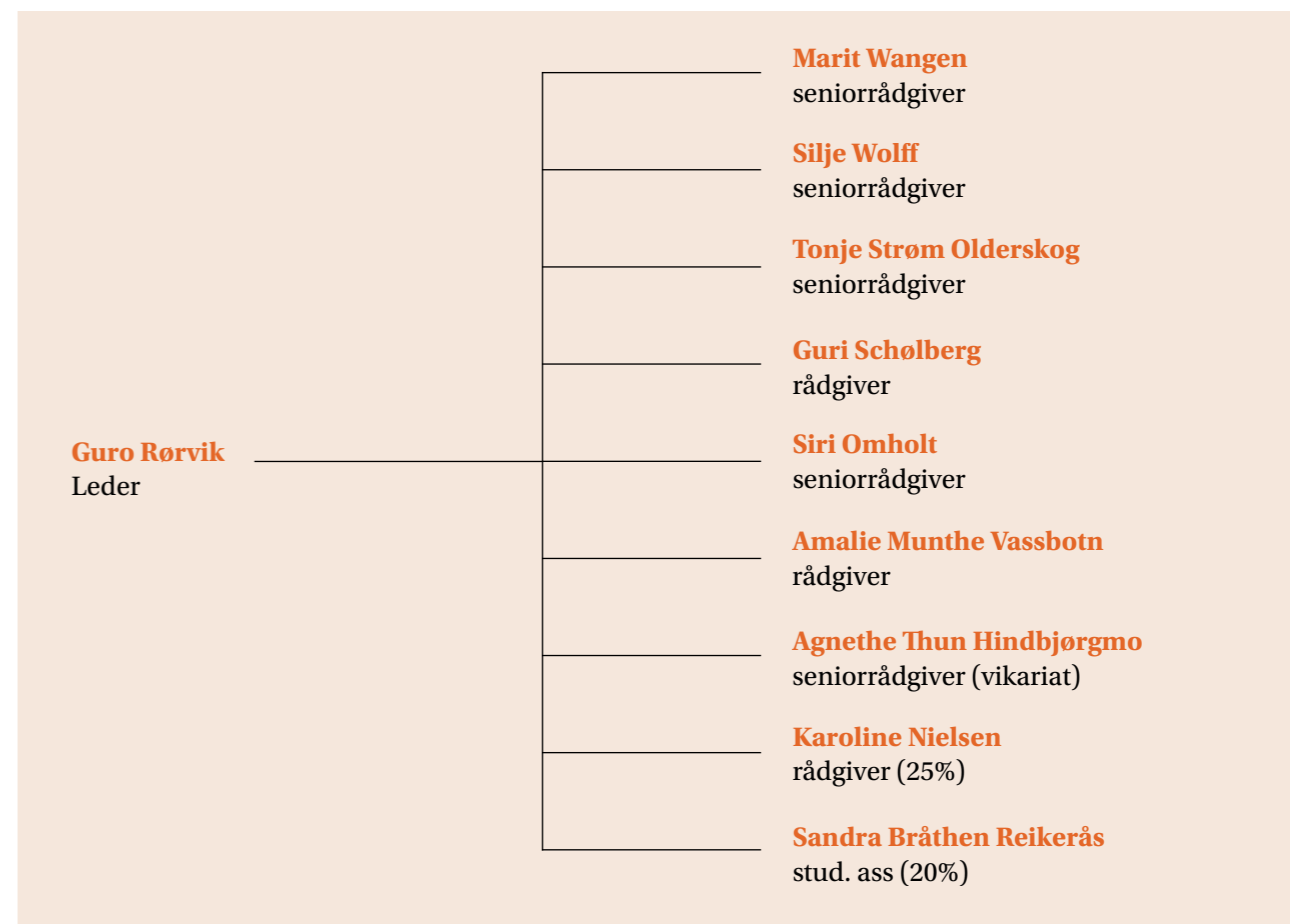 Guro Rørvik
Leder
Marit Wangen
seniorrådgiver
Silje Wolff
seniorrådgiver
Tonje Strøm Olderskog
seniorrådgiver
Guri Schølberg
rådgiver
Siri Omholt
seniorrådgiver
Amalie Munthe Vassbotn
rådgiver
Agnethe Thun Hindbjørgmo
seniorrådgiver (vikariat)
Karoline Nielsen
rådgiver (25%)
Sandra Bråthen Reikerås
stud. ass (20%)